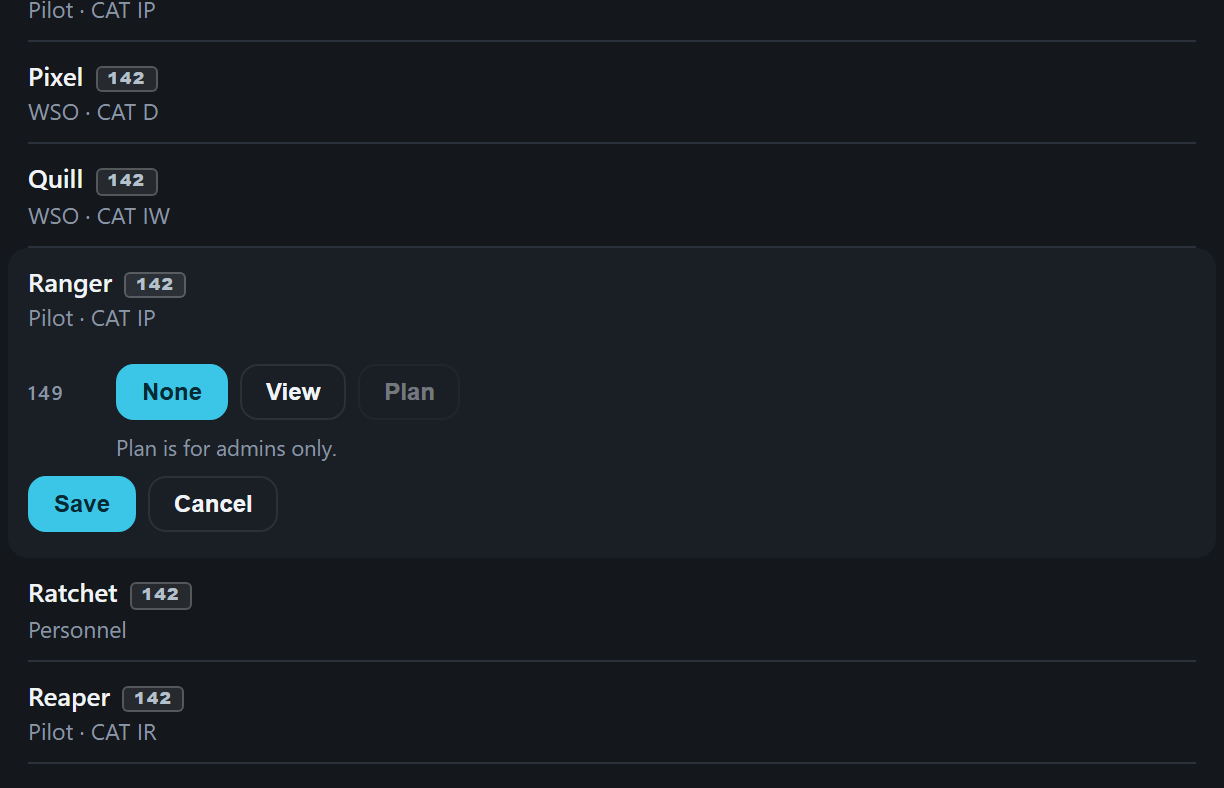 Pilot · CAT IP
Pixel 142
WSO · CAT D
Quill 142
WSO · CAT IW
Ranger 142
Pilot · CAT IP
149 None View Plan
Plan is for admins only.
Save Cancel
Ratchet 142
Personnel
Reaper 142
Pilot · CAT IR